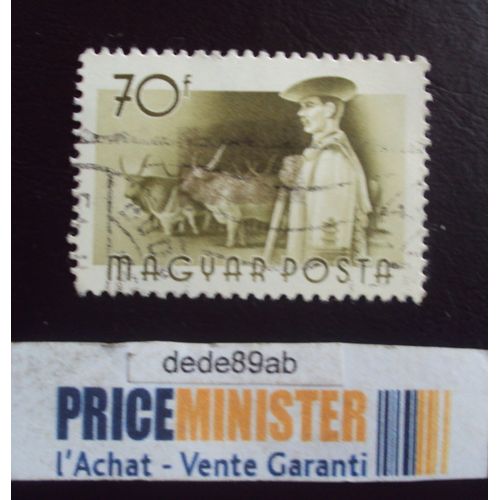 70f
MAGYAR POSTA
dede89ab
PRICEMINISTER
l'Achat - Vente Garanti